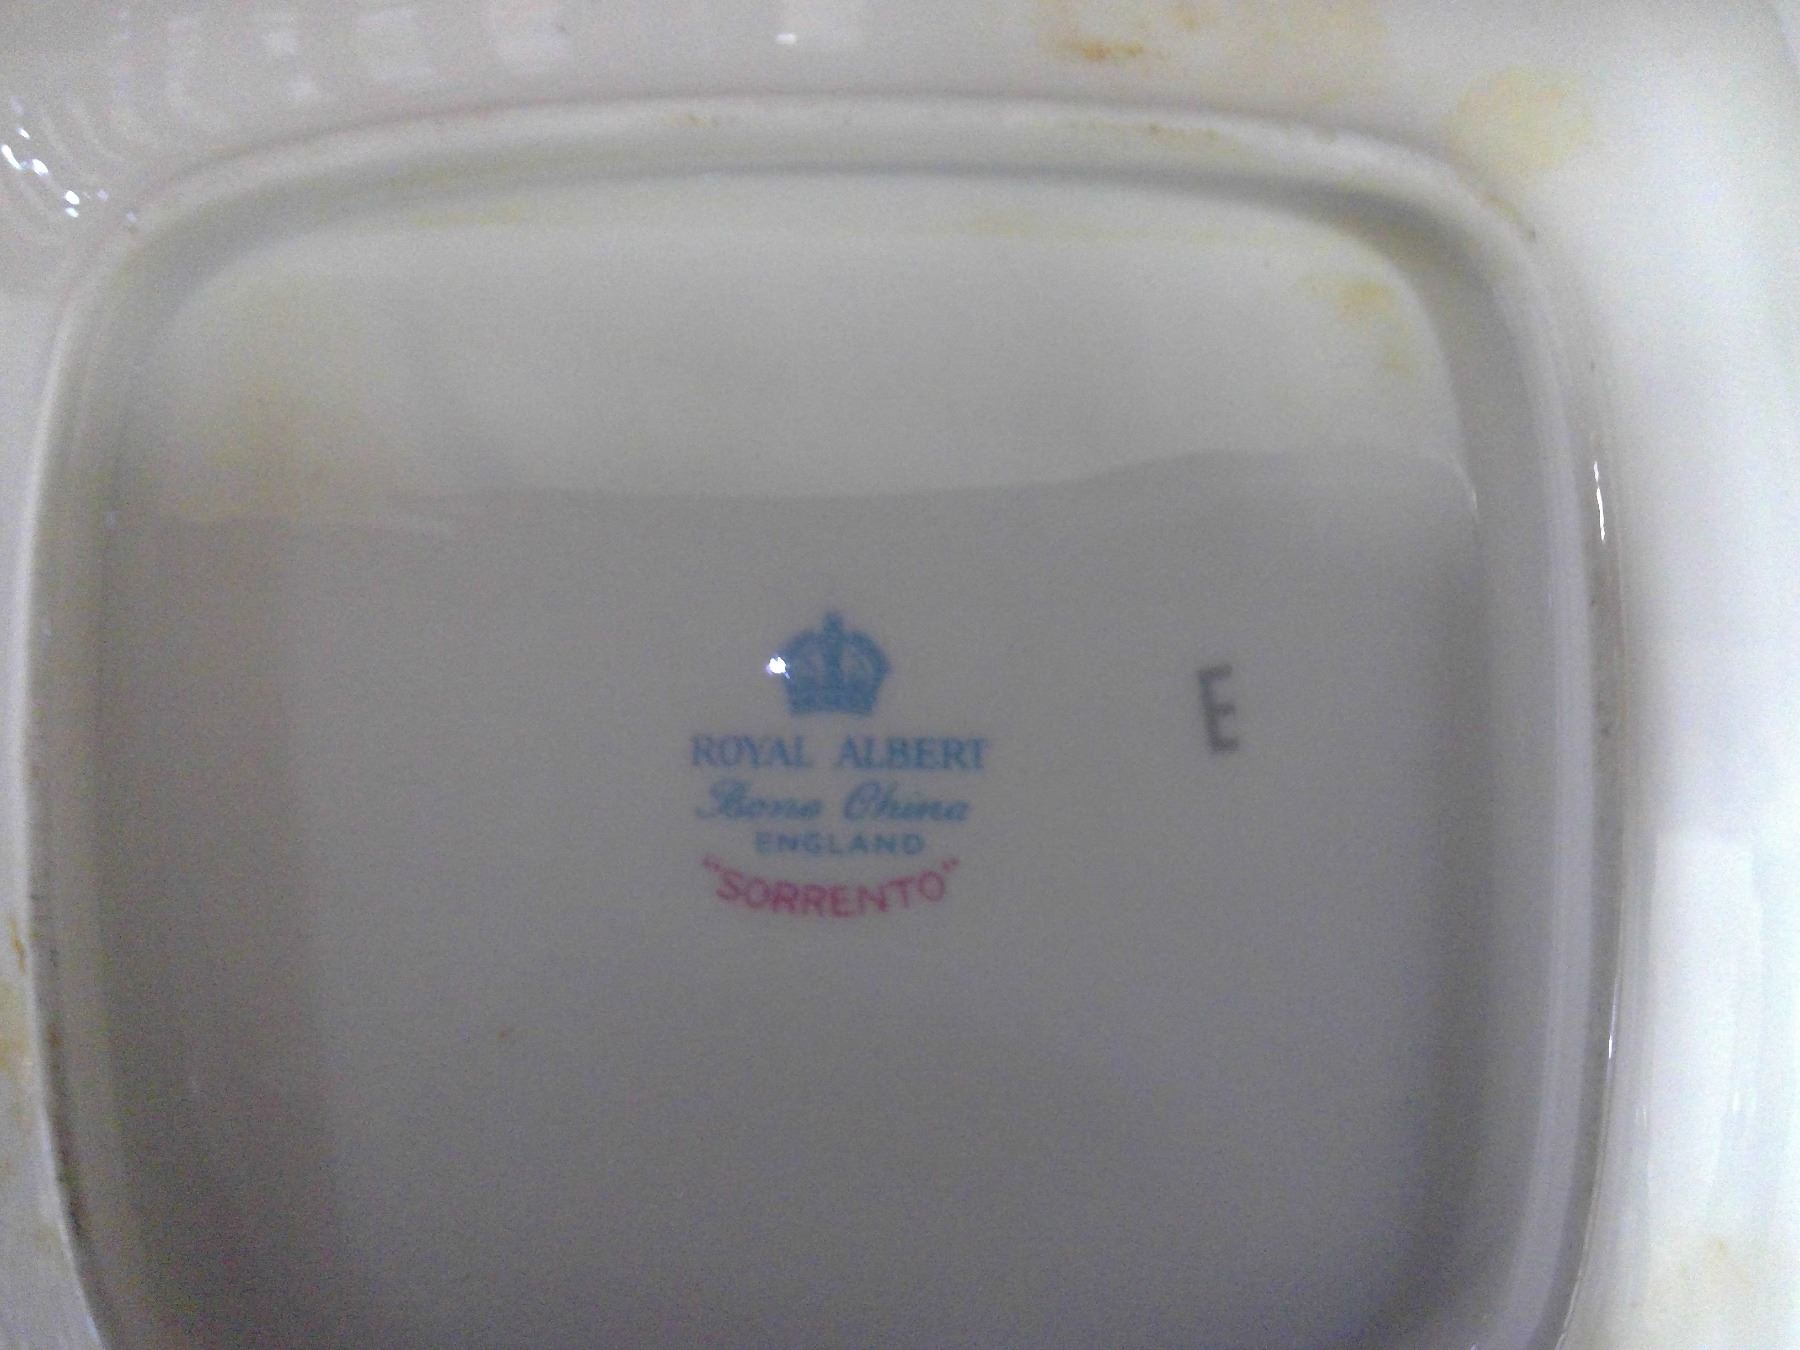 ROYAL ALBERT
Bone China
ENGLAND
"SORRENTO"
E